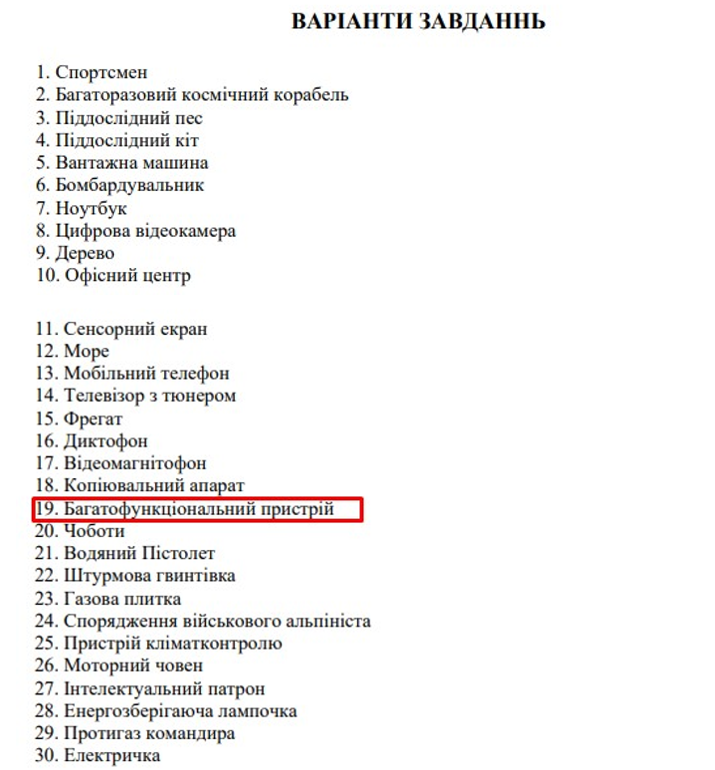 ВАРІАНТИ ЗАВДАННЬ
1. Спортсмен
2. Багаторазовий космічний корабель
3. Піддослідний пес
4. Піддослідний кіт
5. Вантажна машина
6. Бомбардувальник
7. Ноутбук
8. Цифрова відеокамера
9. Дерево
10. Офісний центр
11. Сенсорний екран
12. Море
13. Мобільний телефон
14. Телевізор з тюнером
15. Фрегат
16. Диктофон
17. Відеомагнітофон
18. Копіювальний апарат
19. Багатофункціональний пристрій
20. Чоботи
21. Водяний Пістолет
22. Штурмова гвинтівка
23. Газова плитка
24. Спорядження військового альпініста
25. Пристрій кліматконтролю
26. Моторний човен
27. Інтелектуальний патрон
28. Енергозберігаюча лампочка
29. Протигаз командира
30. Електричка